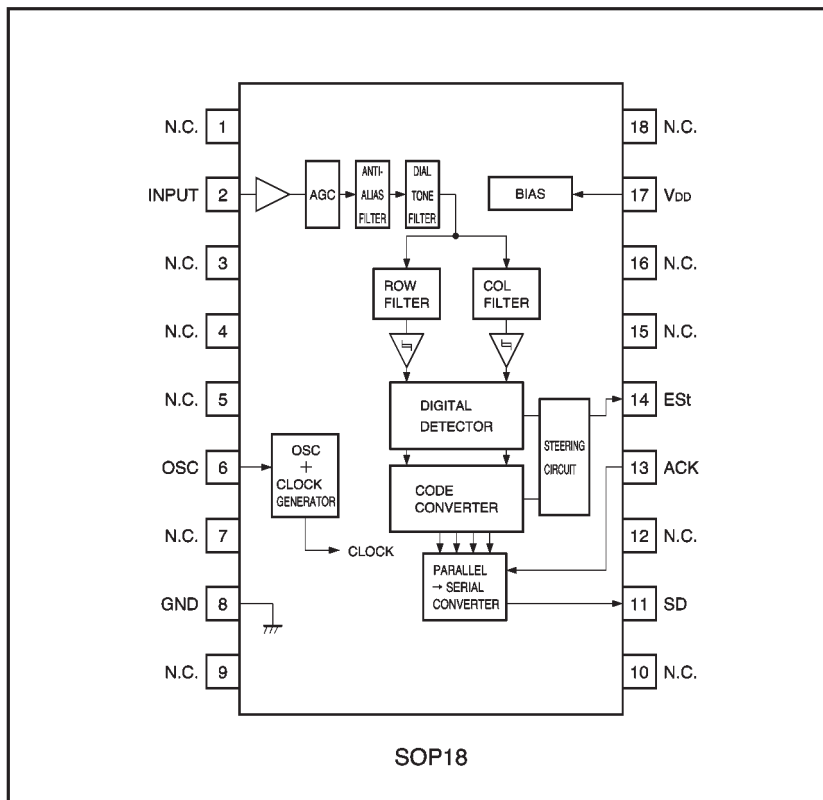 N.C. 1
18 N.C.
INPUT 2
AGC
ANTI-
ALIAS
FILTER
DIAL
TONE
FILTER
BIAS
17 VDD
N.C. 3
ROW
FILTER
COL
FILTER
16 N.C.
N.C. 4
15 N.C.
N.C. 5
DIGITAL
DETECTOR
14 ESt
STEERING
CIRCUIT
OSC 6
OSC
+
CLOCK
GENERATOR
CODE
CONVERTER
13 ACK
N.C. 7
CLOCK
12 N.C.
PARALLEL
→ SERIAL
CONVERTER
GND 8
11 SD
N.C. 9
10 N.C.
SOP18